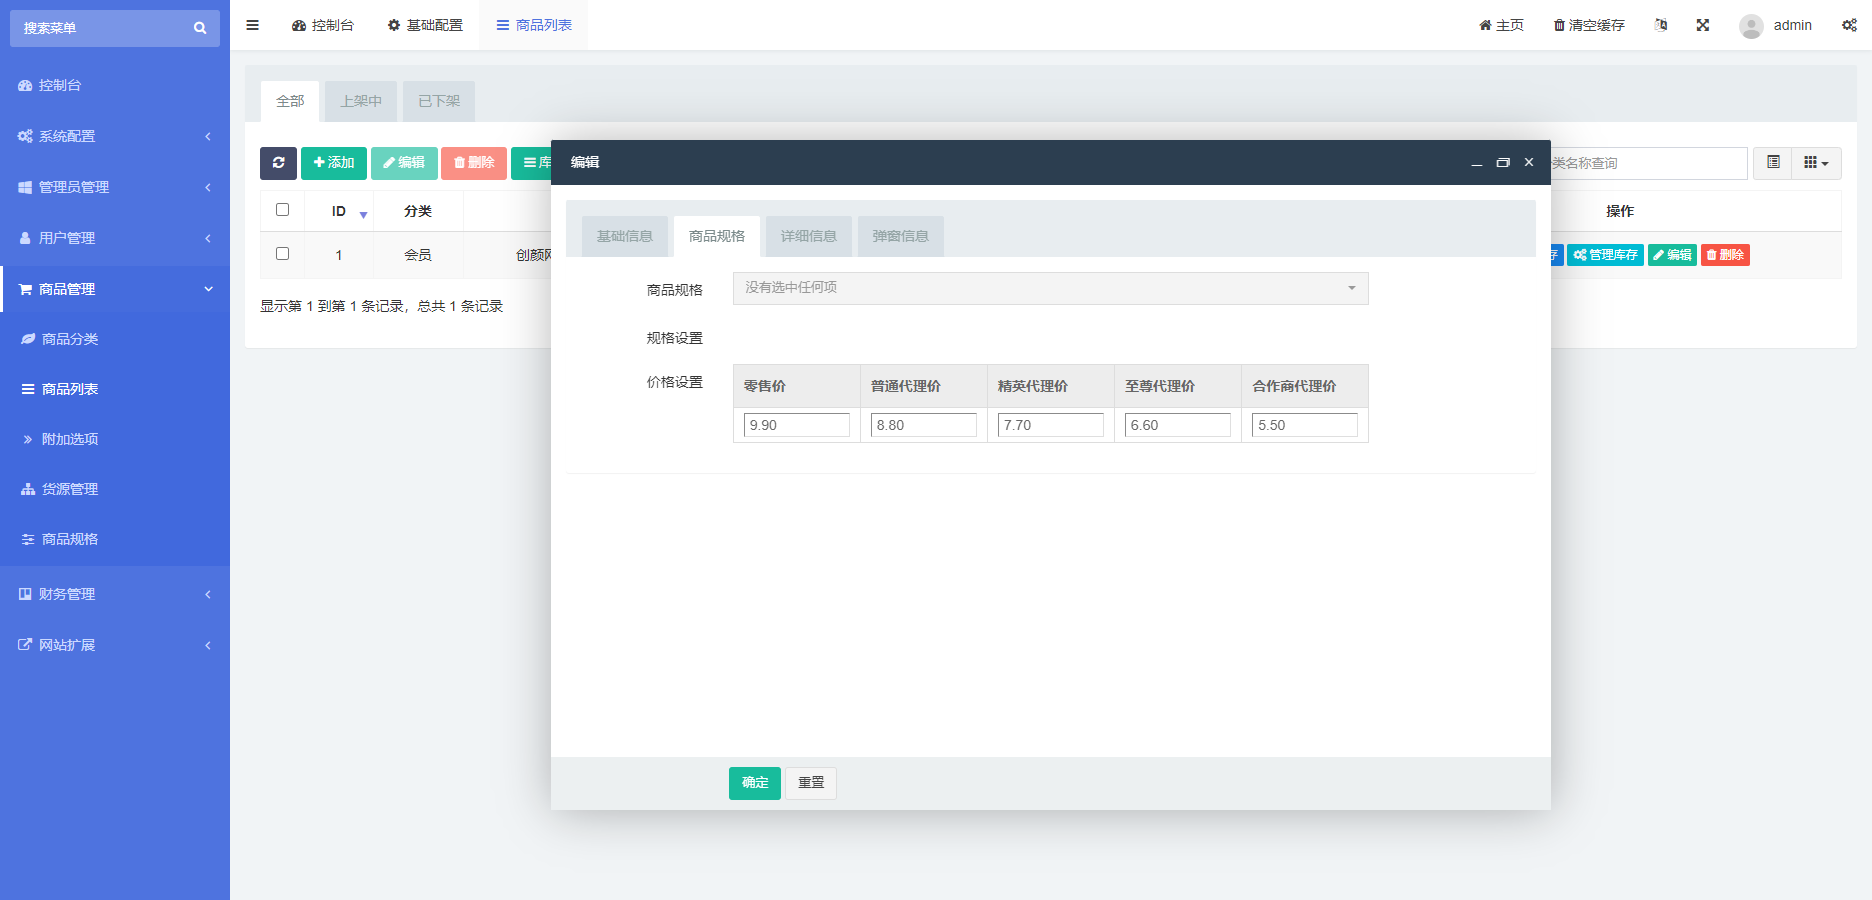 搜索菜单
控制台
系统配置
管理员管理
用户管理
商品管理
商品分类
商品列表
附加选项
货源管理
商品规格
财务管理
网站扩展
控制台 基础配置 商品列表
主页 清空缓存 admin
全部 上架中 已下架
添加 编辑 删除 库
类名称查询
ID 分类 操作
1 会员 创颜网
存 管理库存 编辑 删除
显示第 1 到第 1 条记录，总共 1 条记录
编辑
基础信息 商品规格 详细信息 弹窗信息
商品规格 没有选中任何项
规格设置
价格设置 零售价 普通代理价 精英代理价 至尊代理价 合作商代理价
9.90 8.80 7.70 6.60 5.50
确定 重置